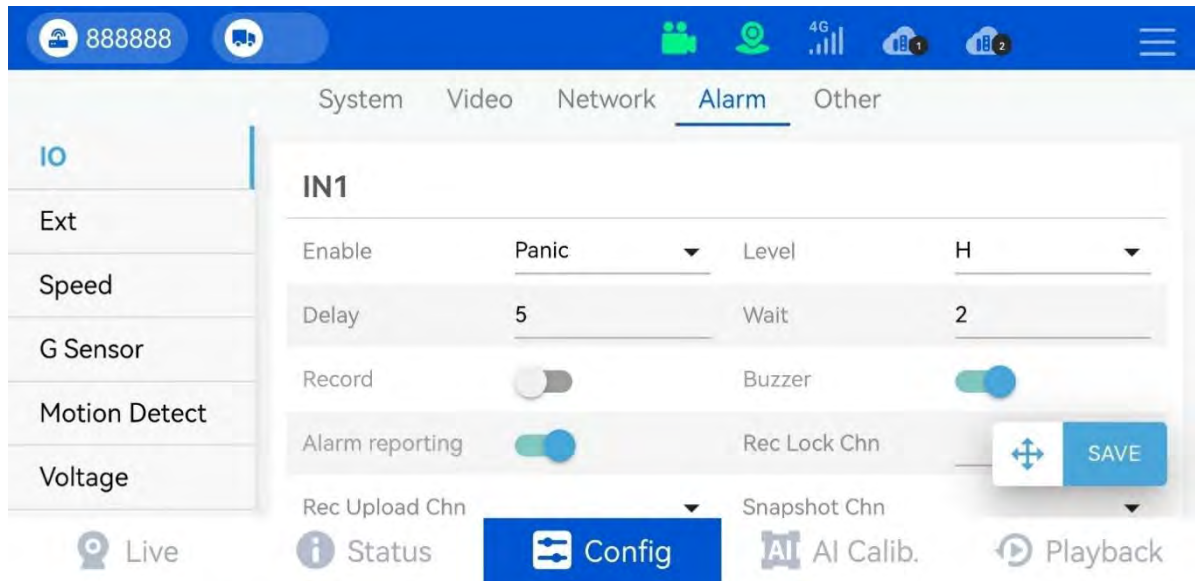 888888
4G
1
2
System Video Network Alarm Other
IO
Ext
Speed
G Sensor
Motion Detect
Voltage
IN1
Enable Panic Level H
Delay 5 Wait 2
Record Buzzer
Alarm reporting Rec Lock Chn
SAVE
Rec Upload Chn Snapshot Chn
Live Status Config AI AI Calib. Playback